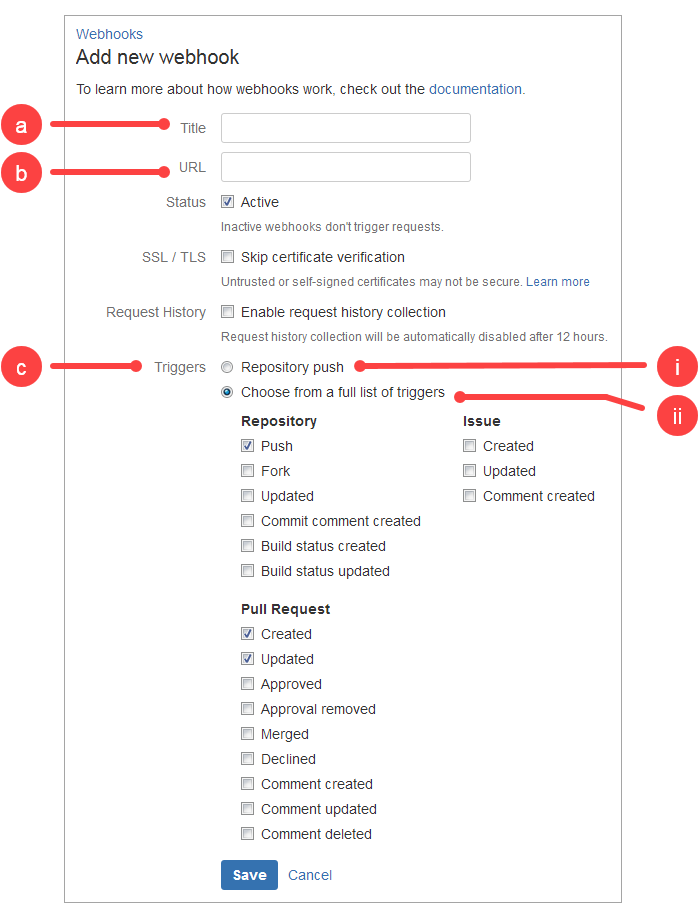 Webhooks
Add new webhook
To learn more about how webhooks work, check out the documentation.
a Title
b URL
Status Active
Inactive webhooks don't trigger requests.
SSL / TLS Skip certificate verification
Untrusted or self-signed certificates may not be secure. Learn more
Request History Enable request history collection
Request history collection will be automatically disabled after 12 hours.
c Triggers Repository push i
Choose from a full list of triggers ii
Repository Issue
Push Created
Fork Updated
Updated Comment created
Commit comment created
Build status created
Build status updated
Pull Request
Created
Updated
Approved
Approval removed
Merged
Declined
Comment created
Comment updated
Comment deleted
Save Cancel